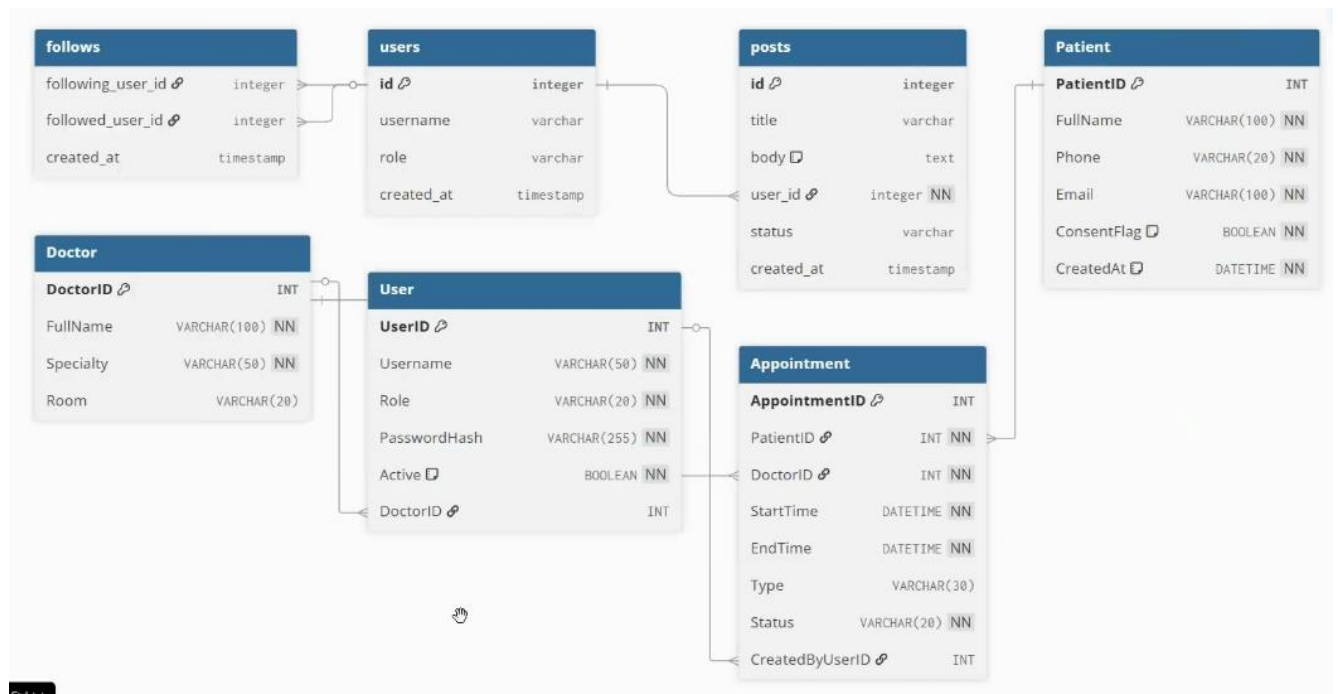 follows
following_user_id integer
followed_user_id integer
created_at timestamp
users
id integer
username varchar
role varchar
created_at timestamp
posts
id integer
title varchar
body text
user_id integer NN
status varchar
created_at timestamp
Patient
PatientID INT
FullName VARCHAR(100) NN
Phone VARCHAR(20) NN
Email VARCHAR(100) NN
ConsentFlag BOOLEAN NN
CreatedAt DATETIME NN
Doctor
DoctorID INT
FullName VARCHAR(100) NN
Specialty VARCHAR(50) NN
Room VARCHAR(20)
User
UserID INT
Username VARCHAR(50) NN
Role VARCHAR(20) NN
PasswordHash VARCHAR(255) NN
Active BOOLEAN NN
DoctorID INT
Appointment
AppointmentID INT
PatientID INT NN
DoctorID INT NN
StartTime DATETIME NN
EndTime DATETIME NN
Type VARCHAR(30)
Status VARCHAR(20) NN
CreatedByUserID INT